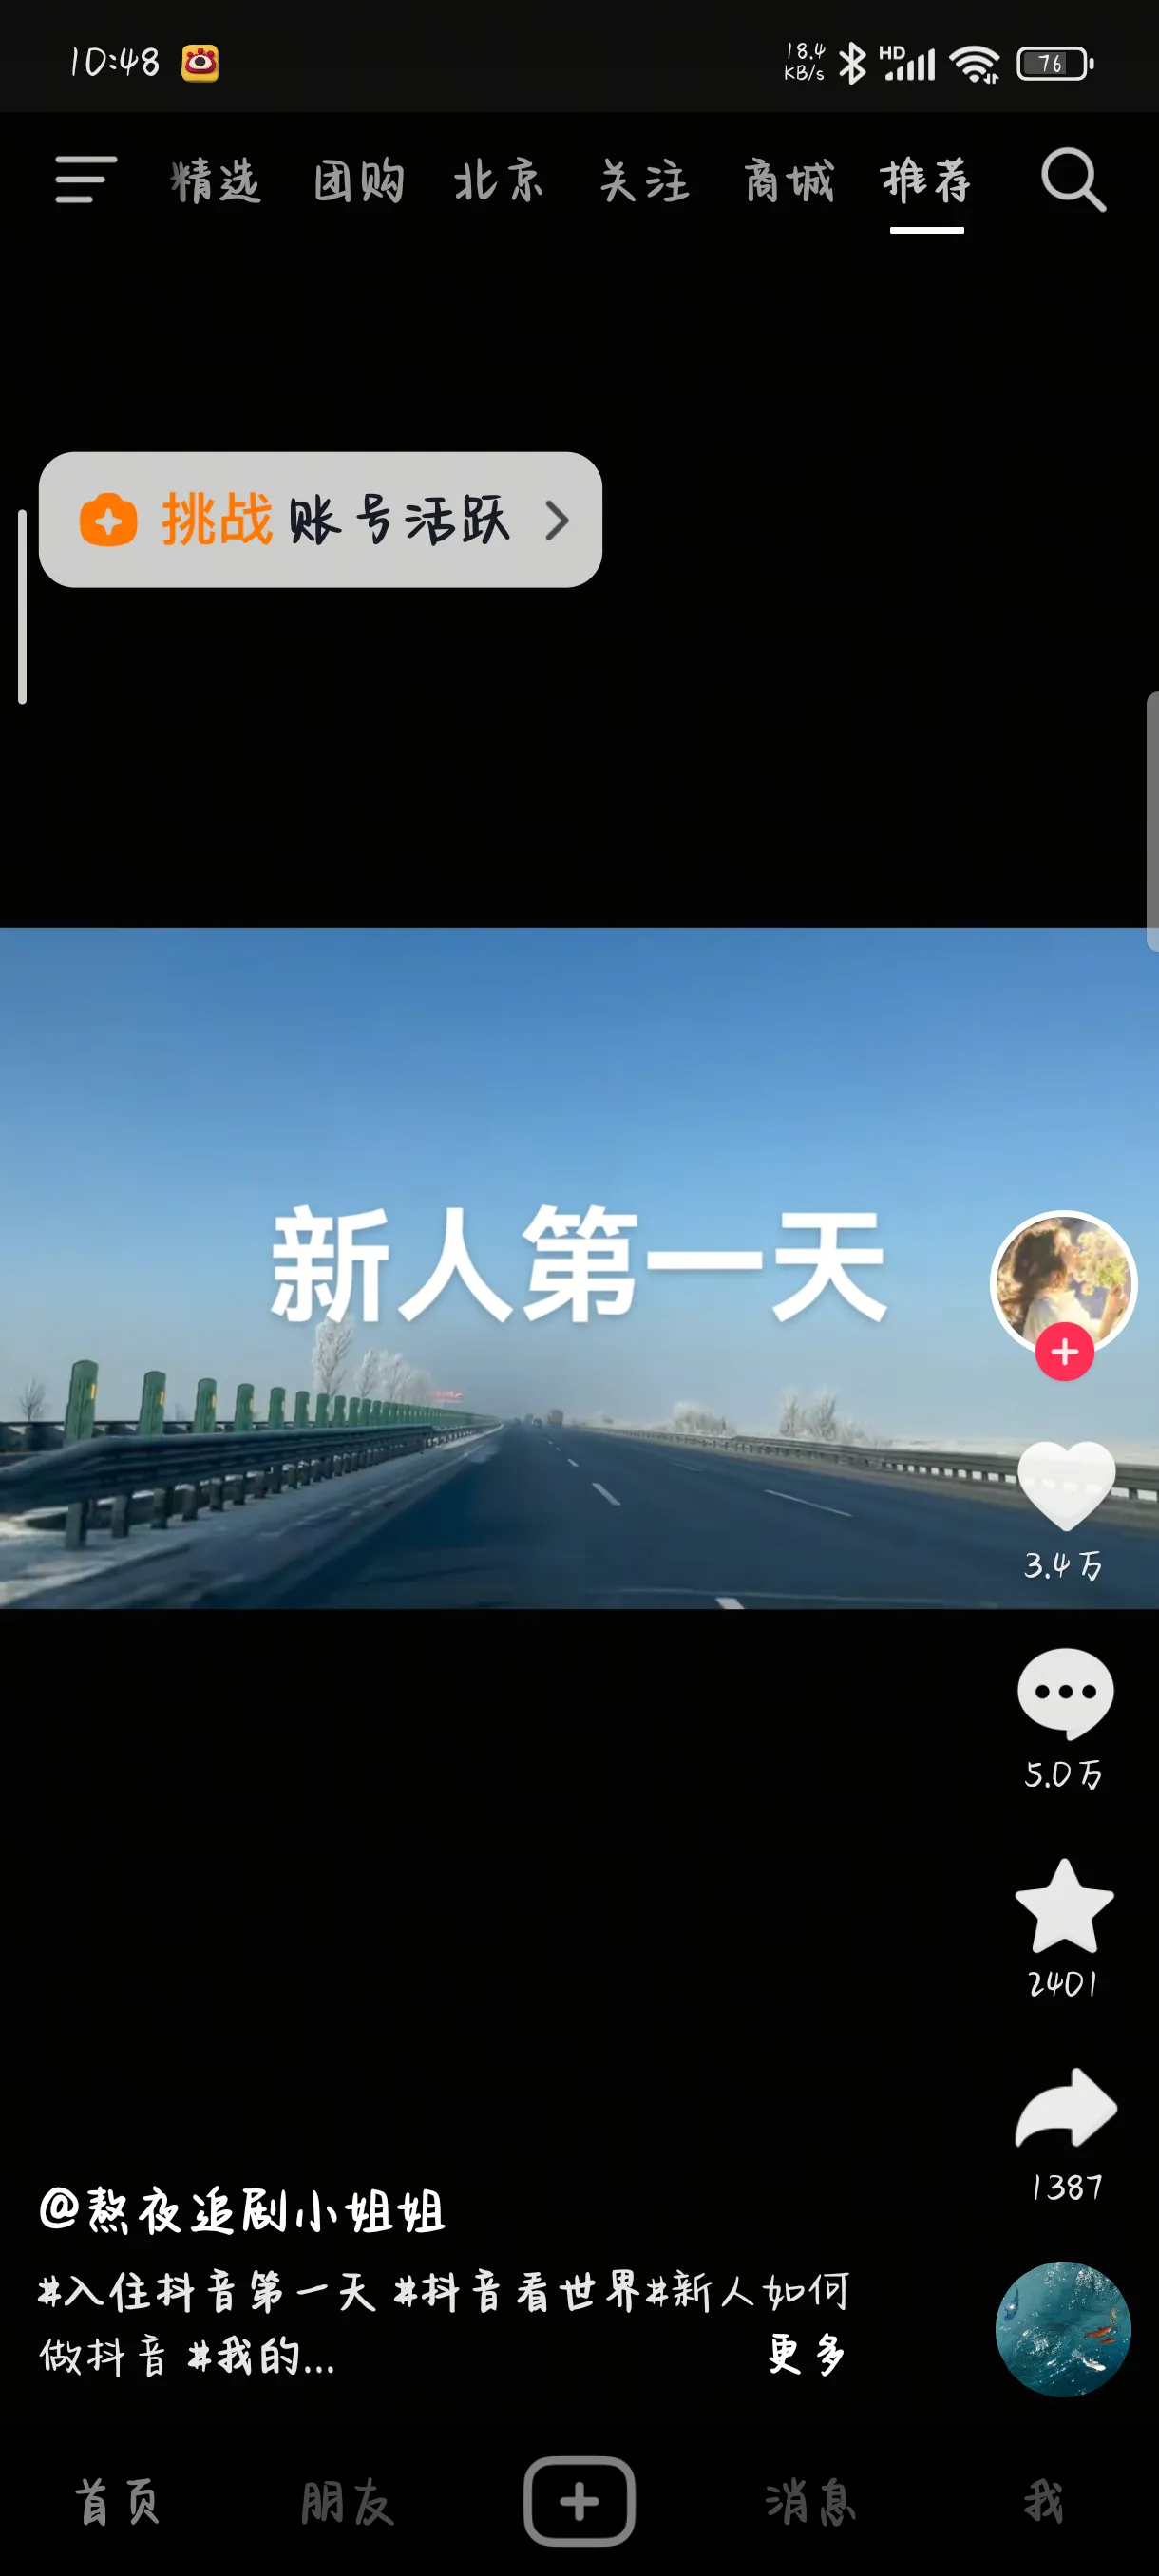 10:48
18.4
KB/s
HD
76
精选 团购 北京 关注 商城 推荐
挑战 账号活跃
新人第一天
3.4万
5.0万
2401
1387
@熬夜追剧小姐姐
#入住抖音第一天 #抖音看世界#新人如何
做抖音 #我的... 更多
首页 朋友 消息 我